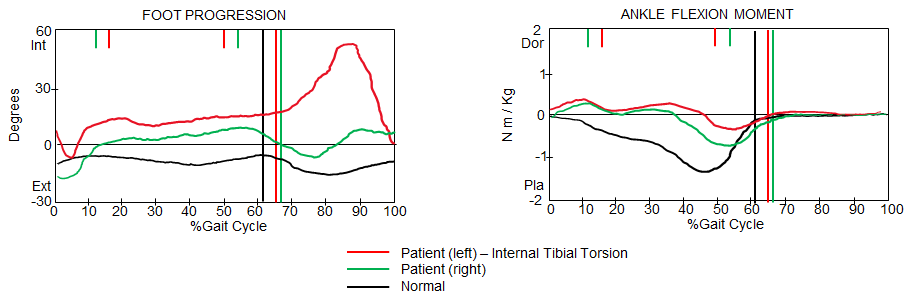 FOOT PROGRESSION
60
Int
30
0
Ext
-30
Degrees
0 10 20 30 40 50 60 70 80 90 100
%Gait Cycle
ANKLE FLEXION MOMENT
2
Dor
1
0
-1
Pla
-2
N m / Kg
0 10 20 30 40 50 60 70 80 90 100
%Gait Cycle
Patient (left) – Internal Tibial Torsion
Patient (right)
Normal